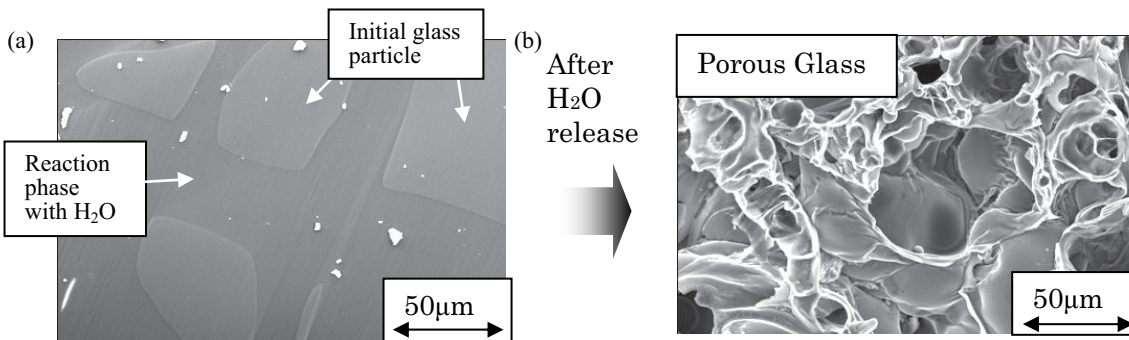 (a)
Initial glass
particle
Reaction
phase
with H₂O
50μm
(b)
After
H₂O
release
Porous Glass
50μm